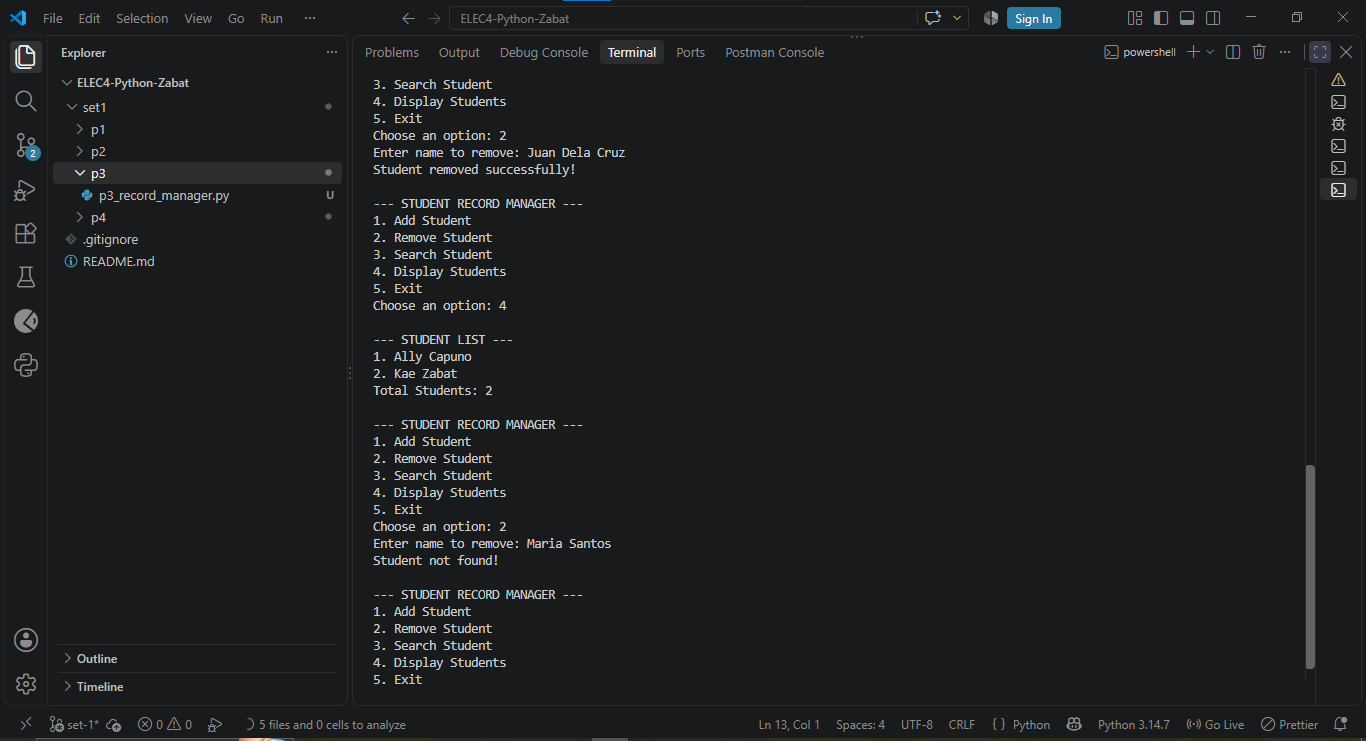 File Edit Selection View Go Run ···
ELEC4-Python-Zabat
Sign In
Explorer ···
ELEC4-Python-Zabat
set1
p1
p2
p3
p3_record_manager.py U
p4
.gitignore
README.md
Outline
Timeline
2
Problems Output Debug Console Terminal Ports Postman Console
powershell
3. Search Student
4. Display Students
5. Exit
Choose an option: 2
Enter name to remove: Juan Dela Cruz
Student removed successfully!
--- STUDENT RECORD MANAGER ---
1. Add Student
2. Remove Student
3. Search Student
4. Display Students
5. Exit
Choose an option: 4
--- STUDENT LIST ---
1. Ally Capuno
2. Kae Zabat
Total Students: 2
--- STUDENT RECORD MANAGER ---
1. Add Student
2. Remove Student
3. Search Student
4. Display Students
5. Exit
Choose an option: 2
Enter name to remove: Maria Santos
Student not found!
--- STUDENT RECORD MANAGER ---
1. Add Student
2. Remove Student
3. Search Student
4. Display Students
5. Exit
set-1* 0 0 5 files and 0 cells to analyze Ln 13, Col 1 Spaces: 4 UTF-8 CRLF { } Python Python 3.14.7 Go Live Prettier